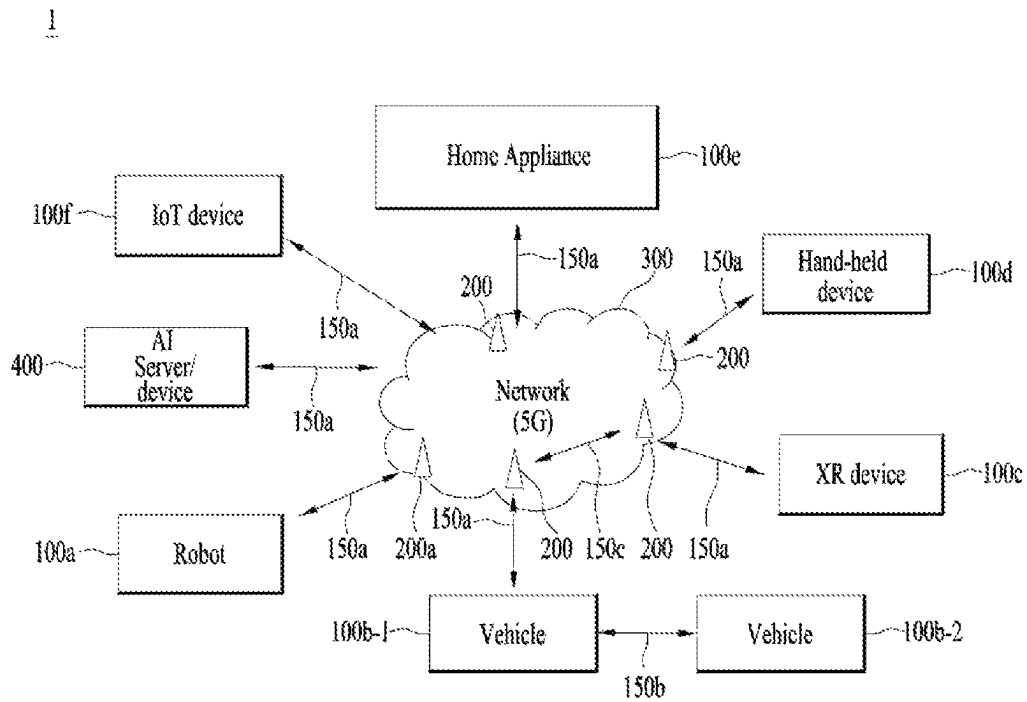 1
Home Appliance
100e
IoT device
100f
150a
300
Hand-held
device
100d
150a
200
150a
AI
Server/
device
400
150a
200
Network
(5G)
XR device
100c
Robot
100a
150a
200a
150a
200
150c
200
150a
100b-1
Vehicle
Vehicle
100b-2
150b